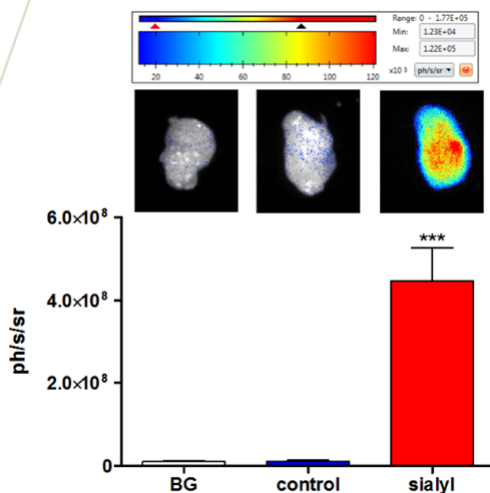 Range: 0 - 1.77E+05
Min: 1.23E+04
Max: 1.22E+05
20 40 60 80 100 120 x10 3 ph/s/sr
6.0×10⁸
***
4.0×10⁸
2.0×10⁸
0
ph/s/sr
BG control sialyl